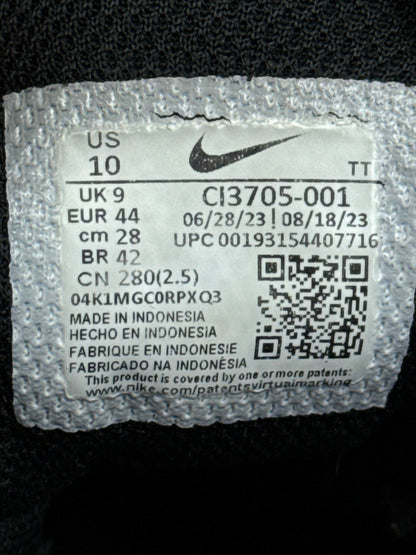 US
10
TT
UK 9
CI3705-001
EUR 44
06/28/23 | 08/18/23
cm 28
UPC 00193154407716
BR 42
CN 280(2.5)
04K1MGC0RPXQ3
MADE IN INDONESIA
HECHO EN INDONESIA
FABRIQUE EN INDONESIE
FABRICADO NA INDONÉSIA
This product is covered by one or more patents:
www.nike.com/patentsvirtualmarking